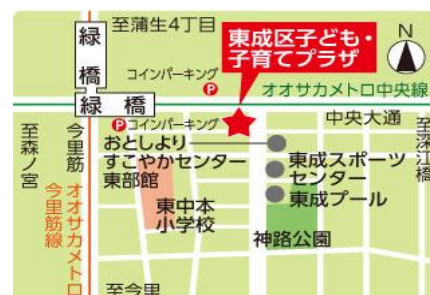 至蒲生4丁目
緑橋
東成区子ども・
子育てプラザ
N
コインパーキング
P
オオサカメトロ中央線
緑橋
P コインパーキング
中央大通
至森ノ宮
今里筋
オオサカメトロ
今里筋線
至深江橋
おとしより
すこやかセンター
東部館
東成スポーツ
センター
東成プール
東中本
小学校
神路公園
至今里